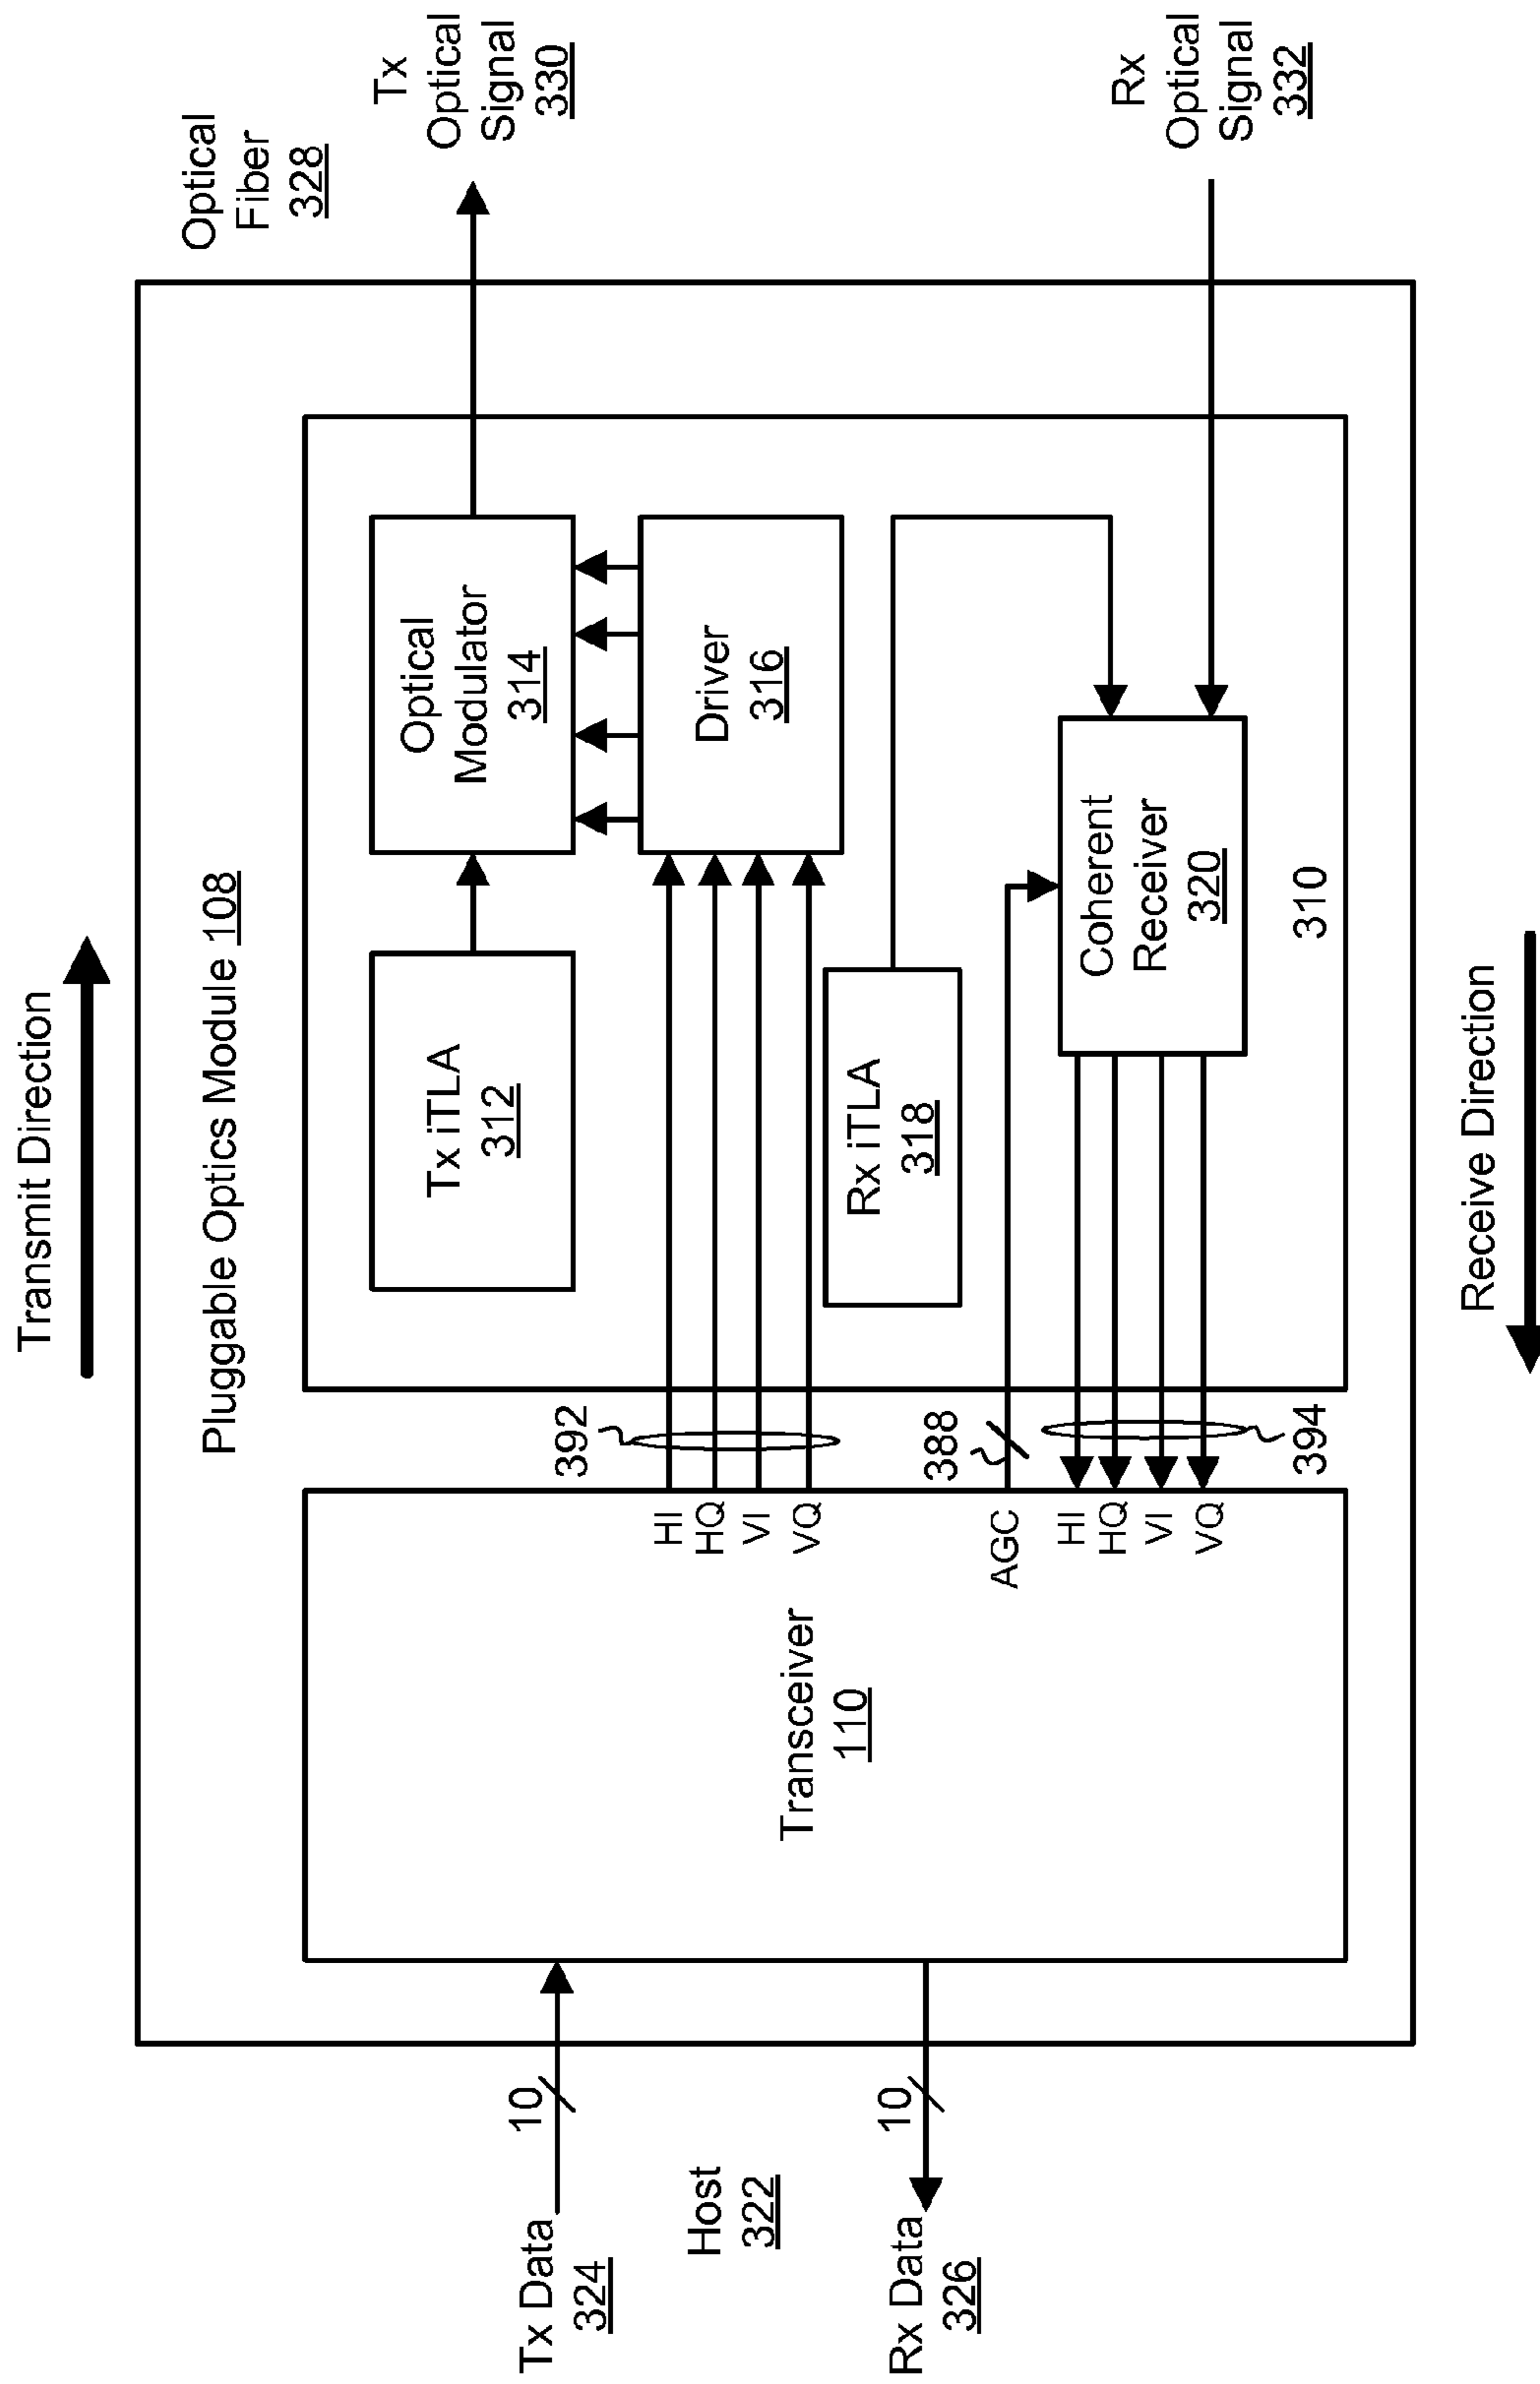 Transmit Direction
Pluggable Optics Module 108
Optical
Fiber
328
Tx
Optical
Signal
330
Tx iTLA
312
Optical
Modulator
314
Driver
316
392
HI
HQ
VI
VQ
Tx Data
324
10
Host
322
Transceiver
110
Rx iTLA
318
388
AGC
HI
HQ
VI
VQ
394
Coherent
Receiver
320
310
Rx Data
326
10
Rx
Optical
Signal
332
Receive Direction